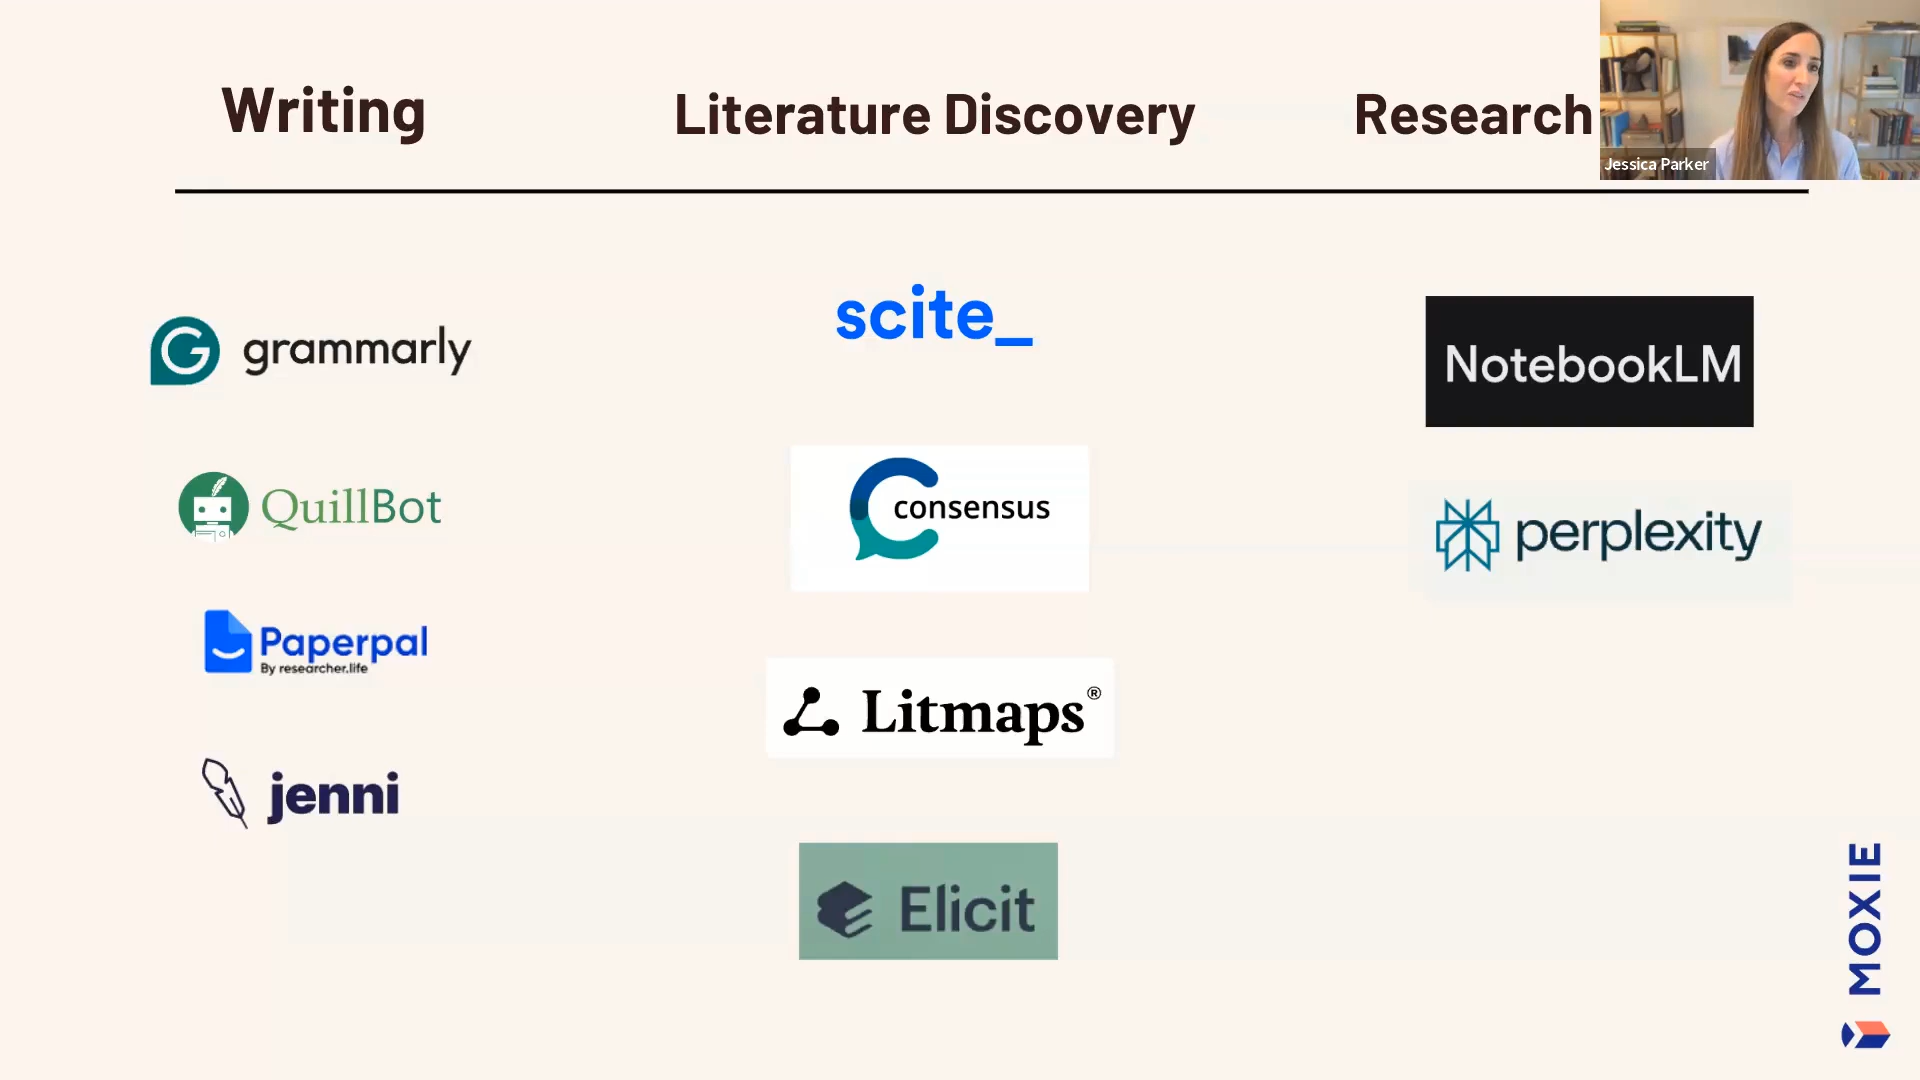 Writing
Literature Discovery
Research
Jessica Parker
grammarly
QuillBot
Paperpal
By researcher.life
jenni
scite_
consensus
Litmaps®
Elicit
NotebookLM
perplexity
MOXIE